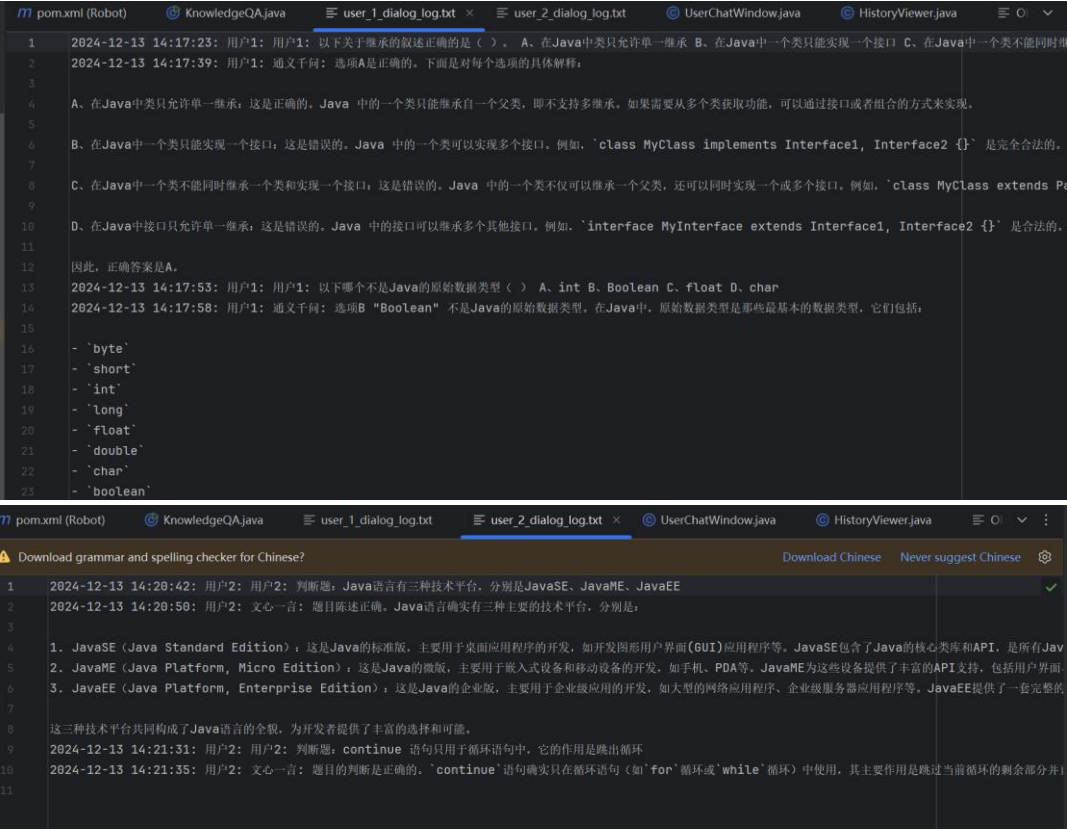 pom.xml (Robot) KnowledgeQA.java user_1_dialog_log.txt × user_2_dialog_log.txt UserChatWindow.java HistoryViewer.java
1 2024-12-13 14:17:23: 用户1: 用户1: 以下关于继承的叙述正确的是（ ）。 A、在Java中类只允许单一继承 B、在Java中一个类只能实现一个接口 C、在Java中一个类不能同时继
2 2024-12-13 14:17:39: 用户1: 通义千问: 选项A是正确的。下面是对每个选项的具体解释：
3
4 A、在Java中类只允许单一继承：这是正确的。Java 中的一个类只能继承自一个父类，即不支持多继承。如果需要从多个类获取功能，可以通过接口或者组合的方式来实现。
5
6 B、在Java中一个类只能实现一个接口：这是错误的。Java 中的一个类可以实现多个接口。例如，`class MyClass implements Interface1, Interface2 {}` 是完全合法的。
7
8 C、在Java中一个类不能同时继承一个类和实现一个接口：这是错误的。Java 中的一个类不仅可以继承一个父类，还可以同时实现一个或多个接口。例如，`class MyClass extends Pa
9
10 D、在Java中接口只允许单一继承：这是错误的。Java 中的接口可以继承多个其他接口。例如，`interface MyInterface extends Interface1, Interface2 {}` 是合法的。
11
12 因此，正确答案是A。
13 2024-12-13 14:17:53: 用户1: 用户1: 以下哪个不是Java的原始数据类型（ ） A、int B、Boolean C、float D、char
14 2024-12-13 14:17:58: 用户1: 通义千问: 选项B "Boolean" 不是Java的原始数据类型。在Java中，原始数据类型是那些最基本的数据类型，它们包括：
15
16 - `byte`
17 - `short`
18 - `int`
19 - `long`
20 - `float`
21 - `double`
22 - `char`
23 - `boolean`
pom.xml (Robot) KnowledgeQA.java user_1_dialog_log.txt user_2_dialog_log.txt × UserChatWindow.java HistoryViewer.java
Download grammar and spelling checker for Chinese? Download Chinese Never suggest Chinese
1 2024-12-13 14:20:42: 用户2: 用户2: 判断题：Java语言有三种技术平台，分别是JavaSE、JavaME、JavaEE
2 2024-12-13 14:20:50: 用户2: 文心一言: 题目陈述正确。Java语言确实有三种主要的技术平台，分别是：
3
4 1. JavaSE（Java Standard Edition）：这是Java的标准版，主要用于桌面应用程序的开发，如开发图形用户界面(GUI)应用程序等。JavaSE包含了Java的核心类库和API，是所有Jav
5 2. JavaME（Java Platform, Micro Edition）：这是Java的微版，主要用于嵌入式设备和移动设备的开发，如手机、PDA等。JavaME为这些设备提供了丰富的API支持，包括用户界面
6 3. JavaEE（Java Platform, Enterprise Edition）：这是Java的企业版，主要用于企业级应用的开发，如大型的网络应用程序、企业级服务器应用程序等。JavaEE提供了一套完整的
7
8 这三种技术平台共同构成了Java语言的全貌，为开发者提供了丰富的选择和可能。
9 2024-12-13 14:21:31: 用户2: 用户2: 判断题：continue 语句只用于循环语句中，它的作用是跳出循环
10 2024-12-13 14:21:35: 用户2: 文心一言: 题目的判断是正确的。`continue`语句确实只在循环语句（如`for`循环或`while`循环）中使用，其主要作用是跳过当前循环的剩余部分并
11